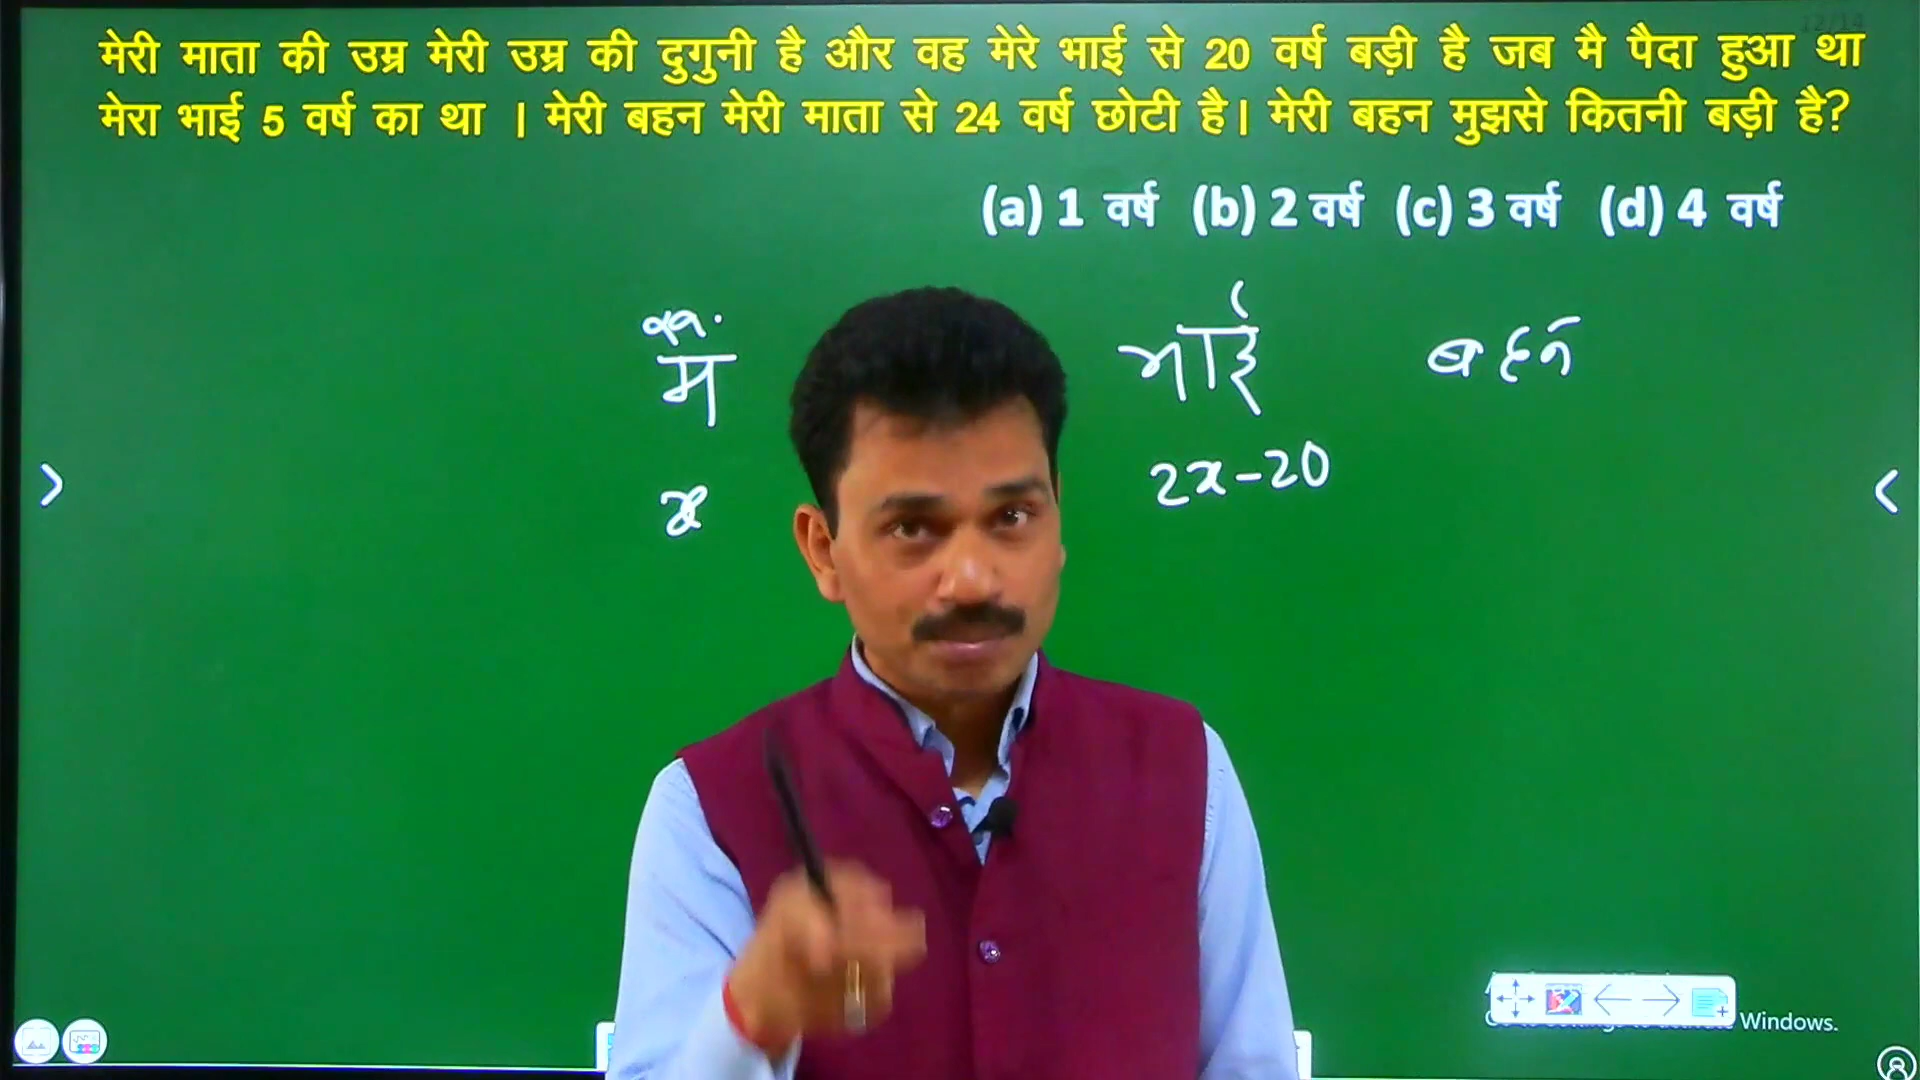 मेरी माता की उम्र मेरी उम्र की दुगुनी है और वह मेरे भाई से 20 वर्ष बड़ी है जब मै पैदा हुआ था
मेरा भाई 5 वर्ष का था । मेरी बहन मेरी माता से 24 वर्ष छोटी है। मेरी बहन मुझसे कितनी बड़ी है?
(a) 1 वर्ष (b) 2 वर्ष (c) 3 वर्ष (d) 4 वर्ष
म भाई बहन
x 2x-20
Windows.